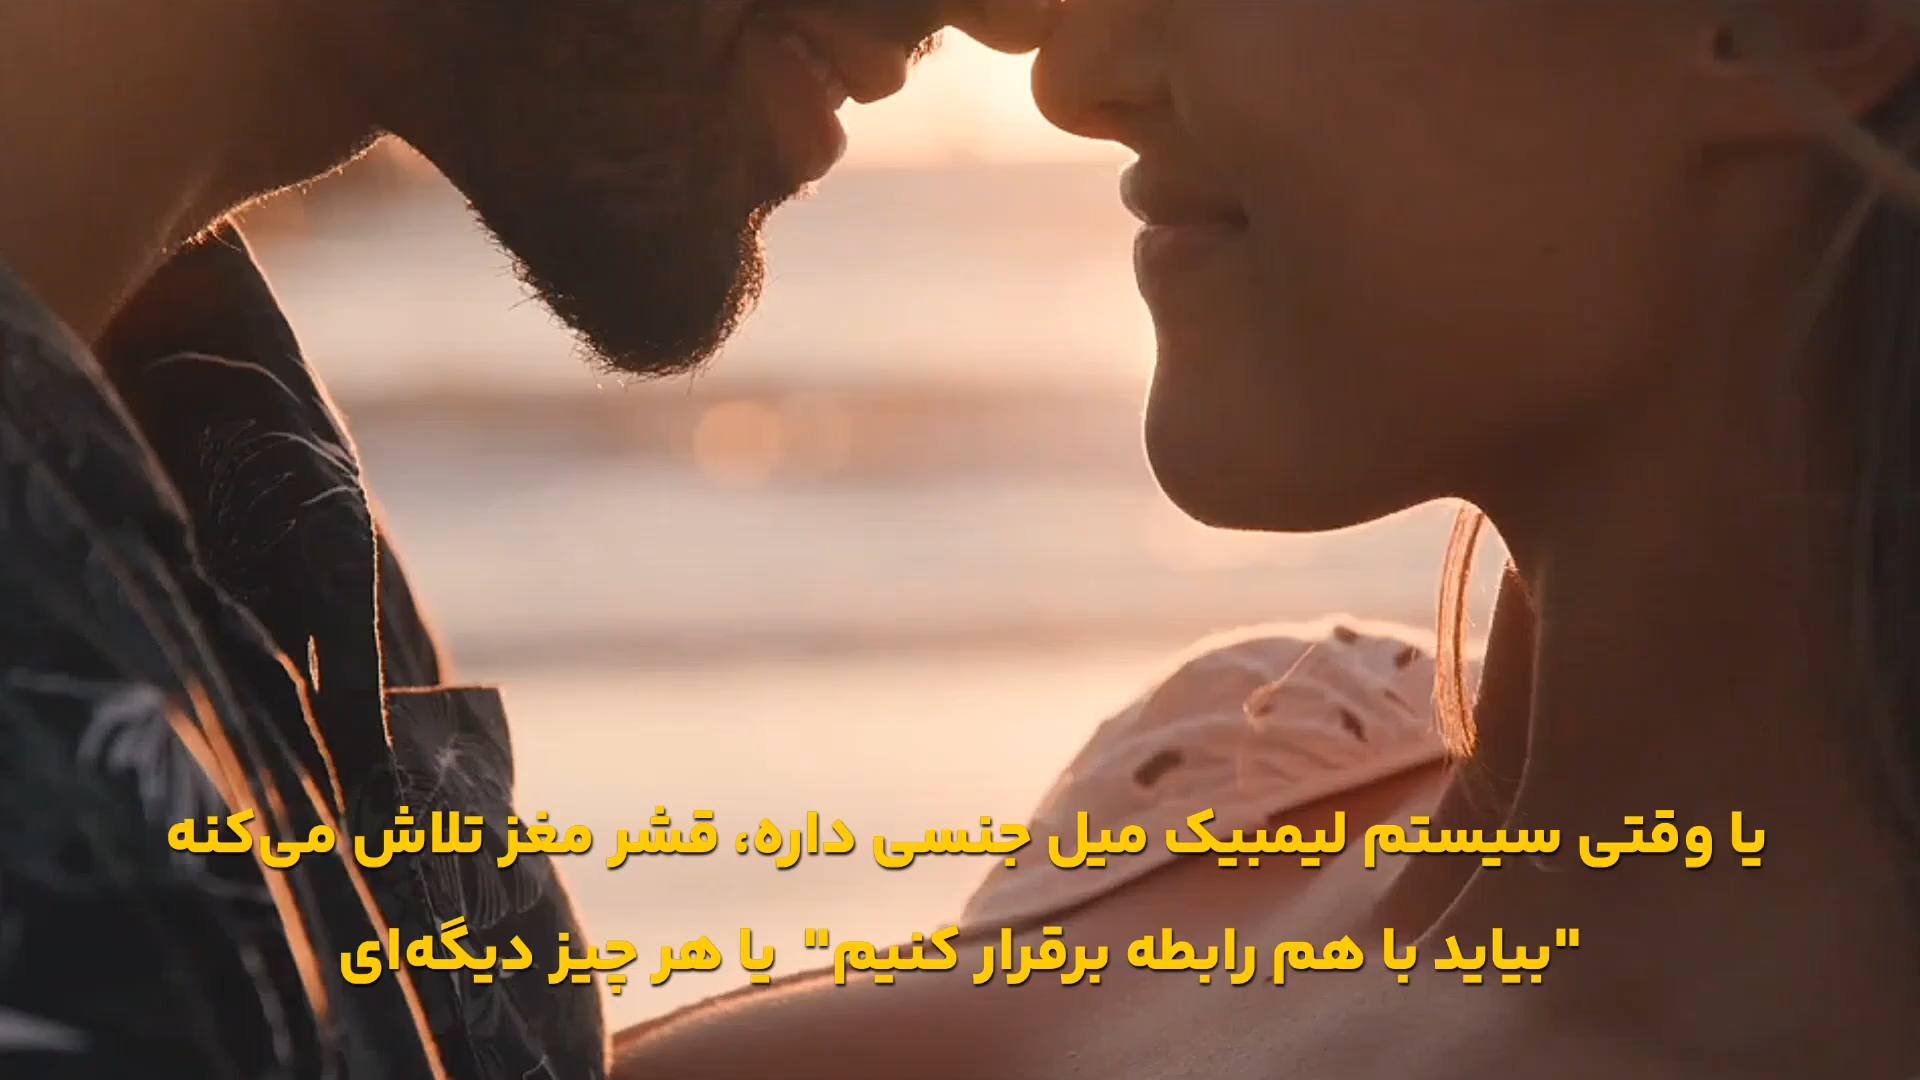 یا وقتی سیستم لیمبیک میل جنسی داره، قشر مغز تلاش می‌کنه
"بیاید با هم رابطه برقرار کنیم" یا هر چیز دیگه‌ای